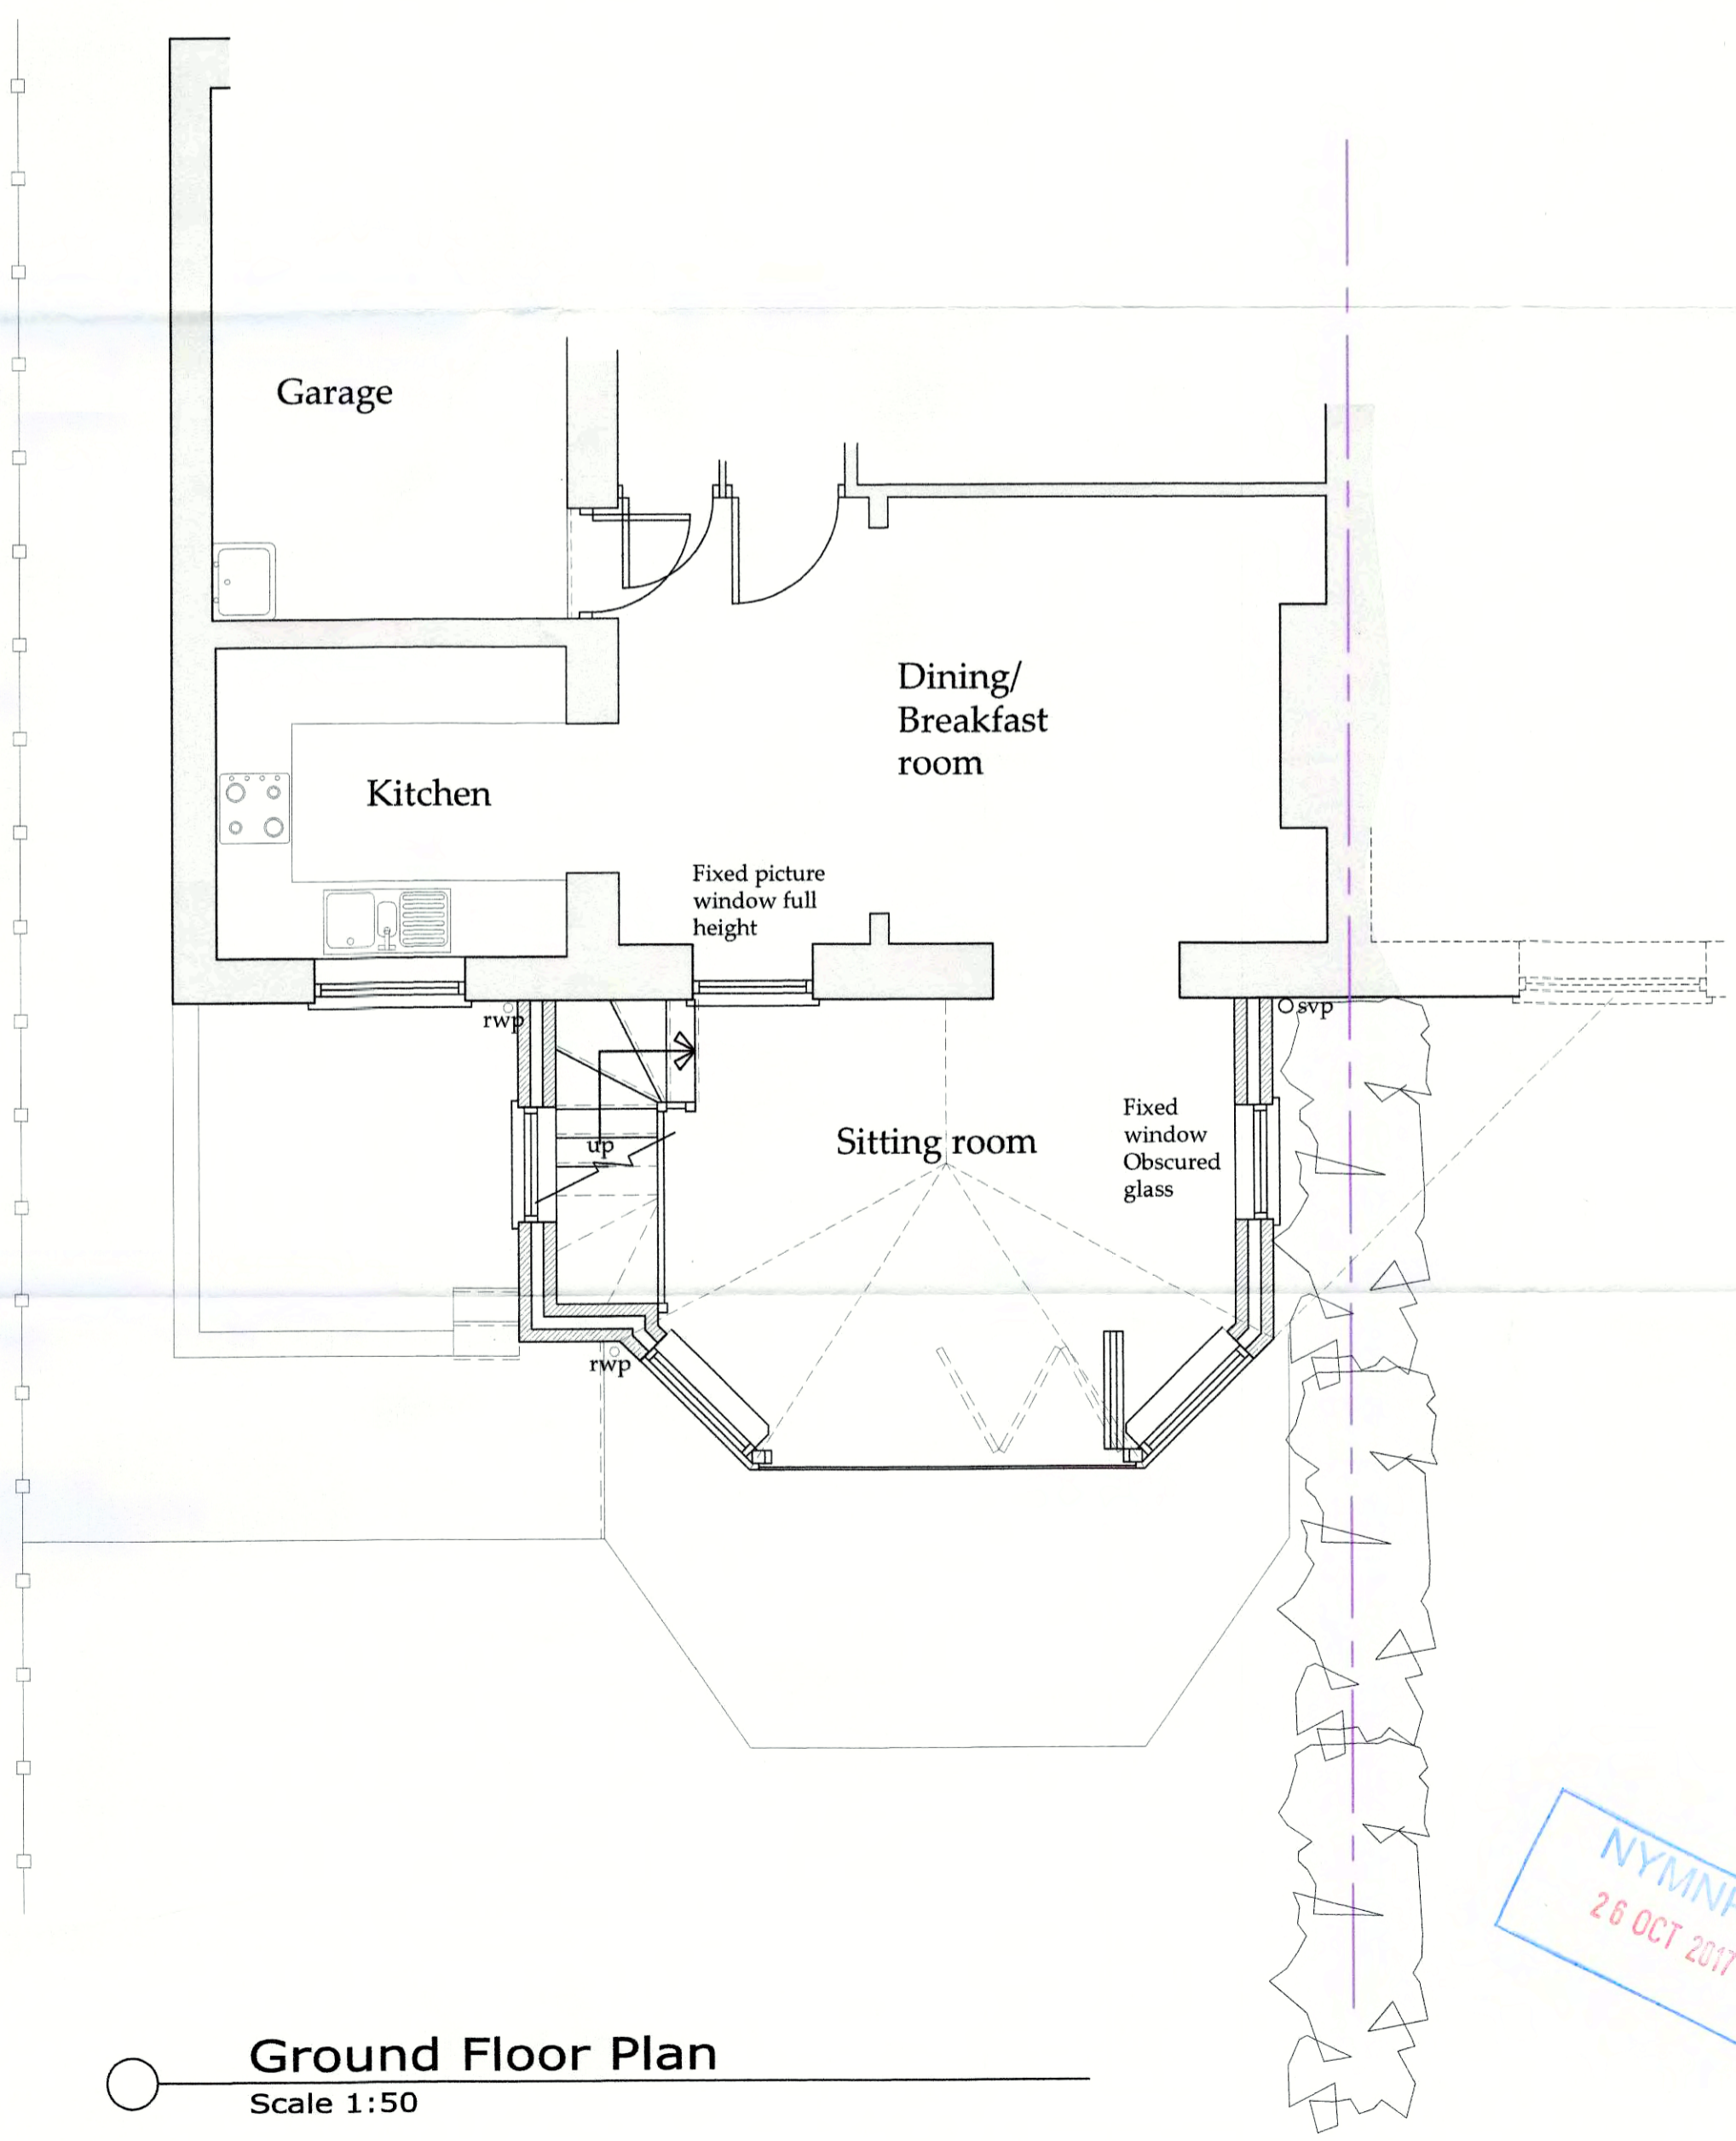 Garage
Dining/
Breakfast
room
Kitchen
Fixed picture
window full
height
rwp
svp
Fixed
window
Obscured
glass
Sitting room
up
rwp
NYMNP
26 OCT 2017
Ground Floor Plan
Scale 1:50